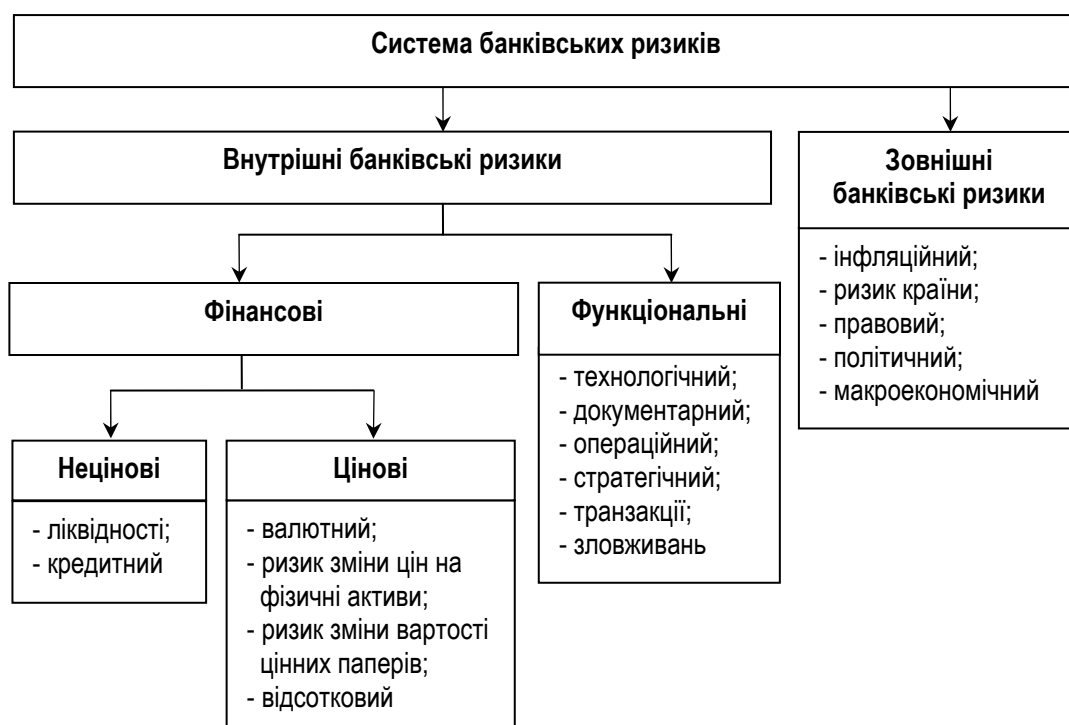 Система банківських ризиків
Внутрішні банківські ризики
Зовнішні
банківські ризики
- інфляційний;
- ризик країни;
- правовий;
- політичний;
- макроекономічний
Фінансові
Функціональні
- технологічний;
- документарний;
- операційний;
- стратегічний;
- транзакції;
- зловживань
Нецінові
- ліквідності;
- кредитний
Цінові
- валютний;
- ризик зміни цін на
фізичні активи;
- ризик зміни вартості
цінних паперів;
- відсотковий